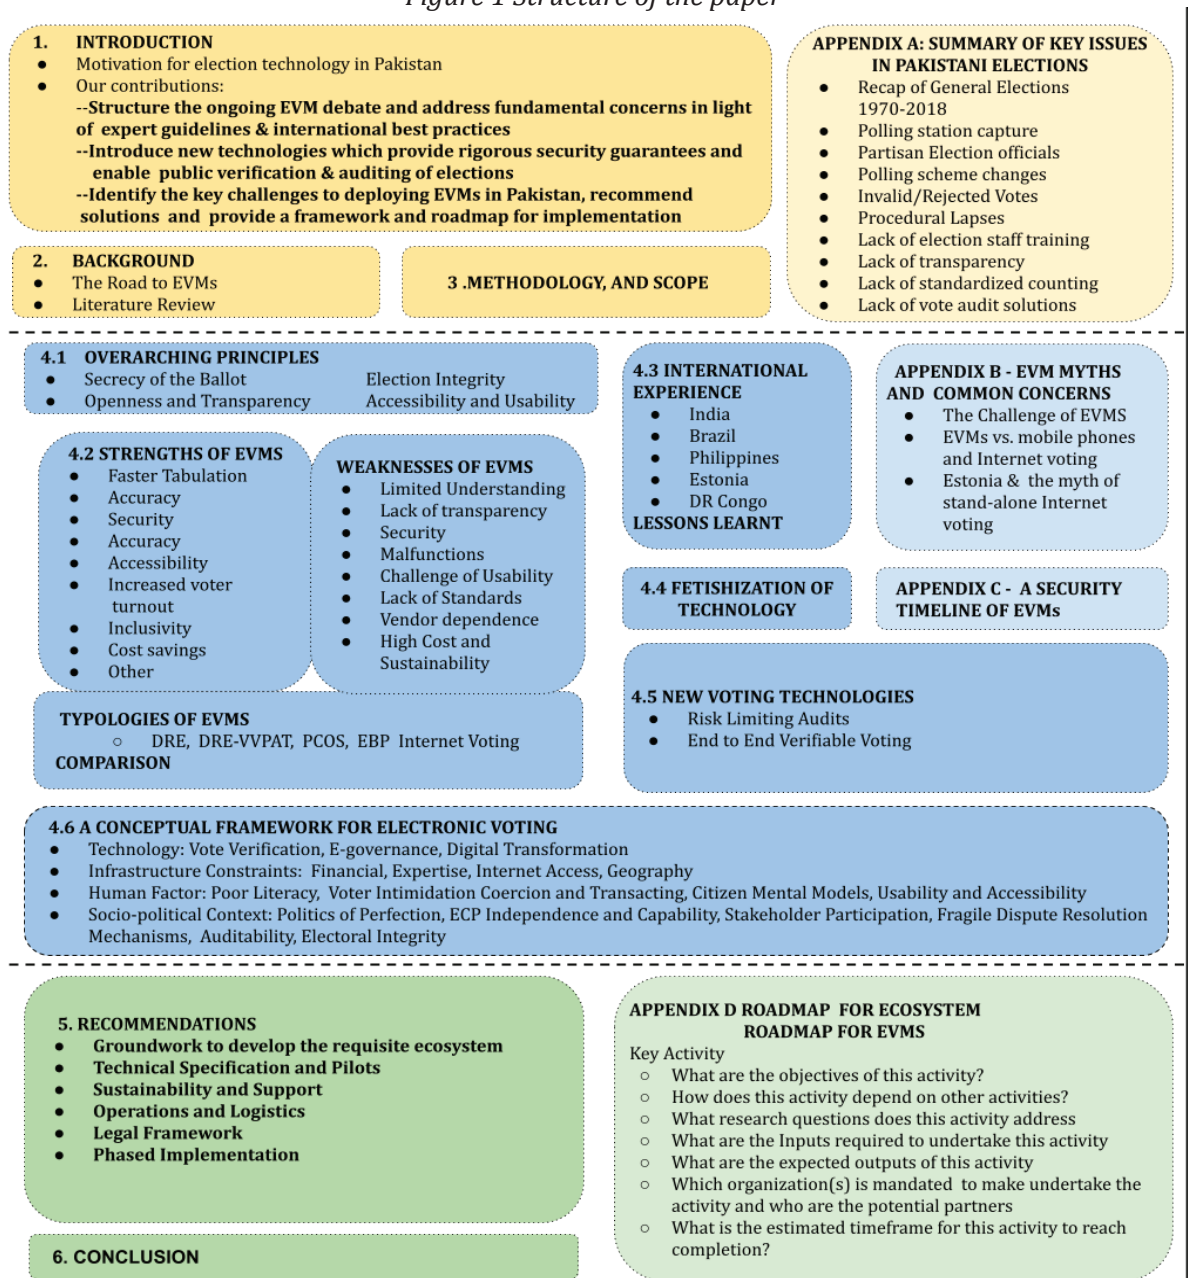 Figure 1 Structure of the paper
1. INTRODUCTION
● Motivation for election technology in Pakistan
● Our contributions:
--Structure the ongoing EVM debate and address fundamental concerns in light
of expert guidelines & international best practices
--Introduce new technologies which provide rigorous security guarantees and
enable public verification & auditing of elections
--Identify the key challenges to deploying EVMs in Pakistan, recommend
solutions and provide a framework and roadmap for implementation
2. BACKGROUND
● The Road to EVMs
● Literature Review
3 .METHODOLOGY, AND SCOPE
APPENDIX A: SUMMARY OF KEY ISSUES
IN PAKISTANI ELECTIONS
● Recap of General Elections
1970-2018
● Polling station capture
● Partisan Election officials
● Polling scheme changes
● Invalid/Rejected Votes
● Procedural Lapses
● Lack of election staff training
● Lack of transparency
● Lack of standardized counting
● Lack of vote audit solutions
4.1 OVERARCHING PRINCIPLES
● Secrecy of the Ballot Election Integrity
● Openness and Transparency Accessibility and Usability
4.2 STRENGTHS OF EVMS
● Faster Tabulation
● Accuracy
● Security
● Accuracy
● Accessibility
● Increased voter
turnout
● Inclusivity
● Cost savings
● Other
WEAKNESSES OF EVMS
● Limited Understanding
● Lack of transparency
● Security
● Malfunctions
● Challenge of Usability
● Lack of Standards
● Vendor dependence
● High Cost and
Sustainability
TYPOLOGIES OF EVMS
○ DRE, DRE-VVPAT, PCOS, EBP Internet Voting
COMPARISON
4.3 INTERNATIONAL
EXPERIENCE
● India
● Brazil
● Philippines
● Estonia
● DR Congo
LESSONS LEARNT
APPENDIX B - EVM MYTHS
AND COMMON CONCERNS
● The Challenge of EVMS
● EVMs vs. mobile phones
and Internet voting
● Estonia & the myth of
stand-alone Internet
voting
4.4 FETISHIZATION OF
TECHNOLOGY
APPENDIX C - A SECURITY
TIMELINE OF EVMs
4.5 NEW VOTING TECHNOLOGIES
● Risk Limiting Audits
● End to End Verifiable Voting
4.6 A CONCEPTUAL FRAMEWORK FOR ELECTRONIC VOTING
● Technology: Vote Verification, E-governance, Digital Transformation
● Infrastructure Constraints: Financial, Expertise, Internet Access, Geography
● Human Factor: Poor Literacy, Voter Intimidation Coercion and Transacting, Citizen Mental Models, Usability and Accessibility
● Socio-political Context: Politics of Perfection, ECP Independence and Capability, Stakeholder Participation, Fragile Dispute Resolution
Mechanisms, Auditability, Electoral Integrity
5. RECOMMENDATIONS
● Groundwork to develop the requisite ecosystem
● Technical Specification and Pilots
● Sustainability and Support
● Operations and Logistics
● Legal Framework
● Phased Implementation
6. CONCLUSION
APPENDIX D ROADMAP FOR ECOSYSTEM
ROADMAP FOR EVMS
Key Activity
○ What are the objectives of this activity?
○ How does this activity depend on other activities?
○ What research questions does this activity address
○ What are the Inputs required to undertake this activity
○ What are the expected outputs of this activity
○ Which organization(s) is mandated to make undertake the
activity and who are the potential partners
○ What is the estimated timeframe for this activity to reach
completion?